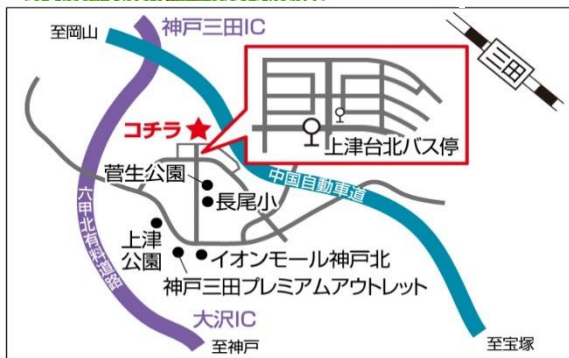 至岡山
神戸三田IC
三田
コチラ
上津台北バス停
菅生公園
長尾小
中国自動車道
六甲北有料道路
上津
公園
イオンモール神戸北
神戸三田プレミアムアウトレット
大沢IC
至神戸
至宝塚